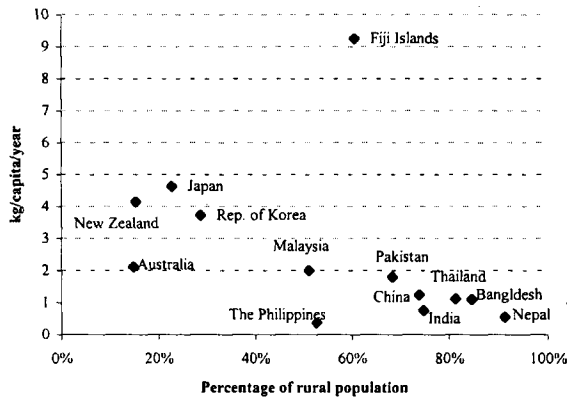 10
Fiji Islands
9
8
7
6
kg/capita/year
5
Japan
4
New Zealand
Rep. of Korea
3
Malaysia
Australia
Pakistan
2
Thailand
China
Bangldesh
1
The Philippines
India
Nepal
0
0%
20%
40%
60%
80%
100%
Percentage of rural population